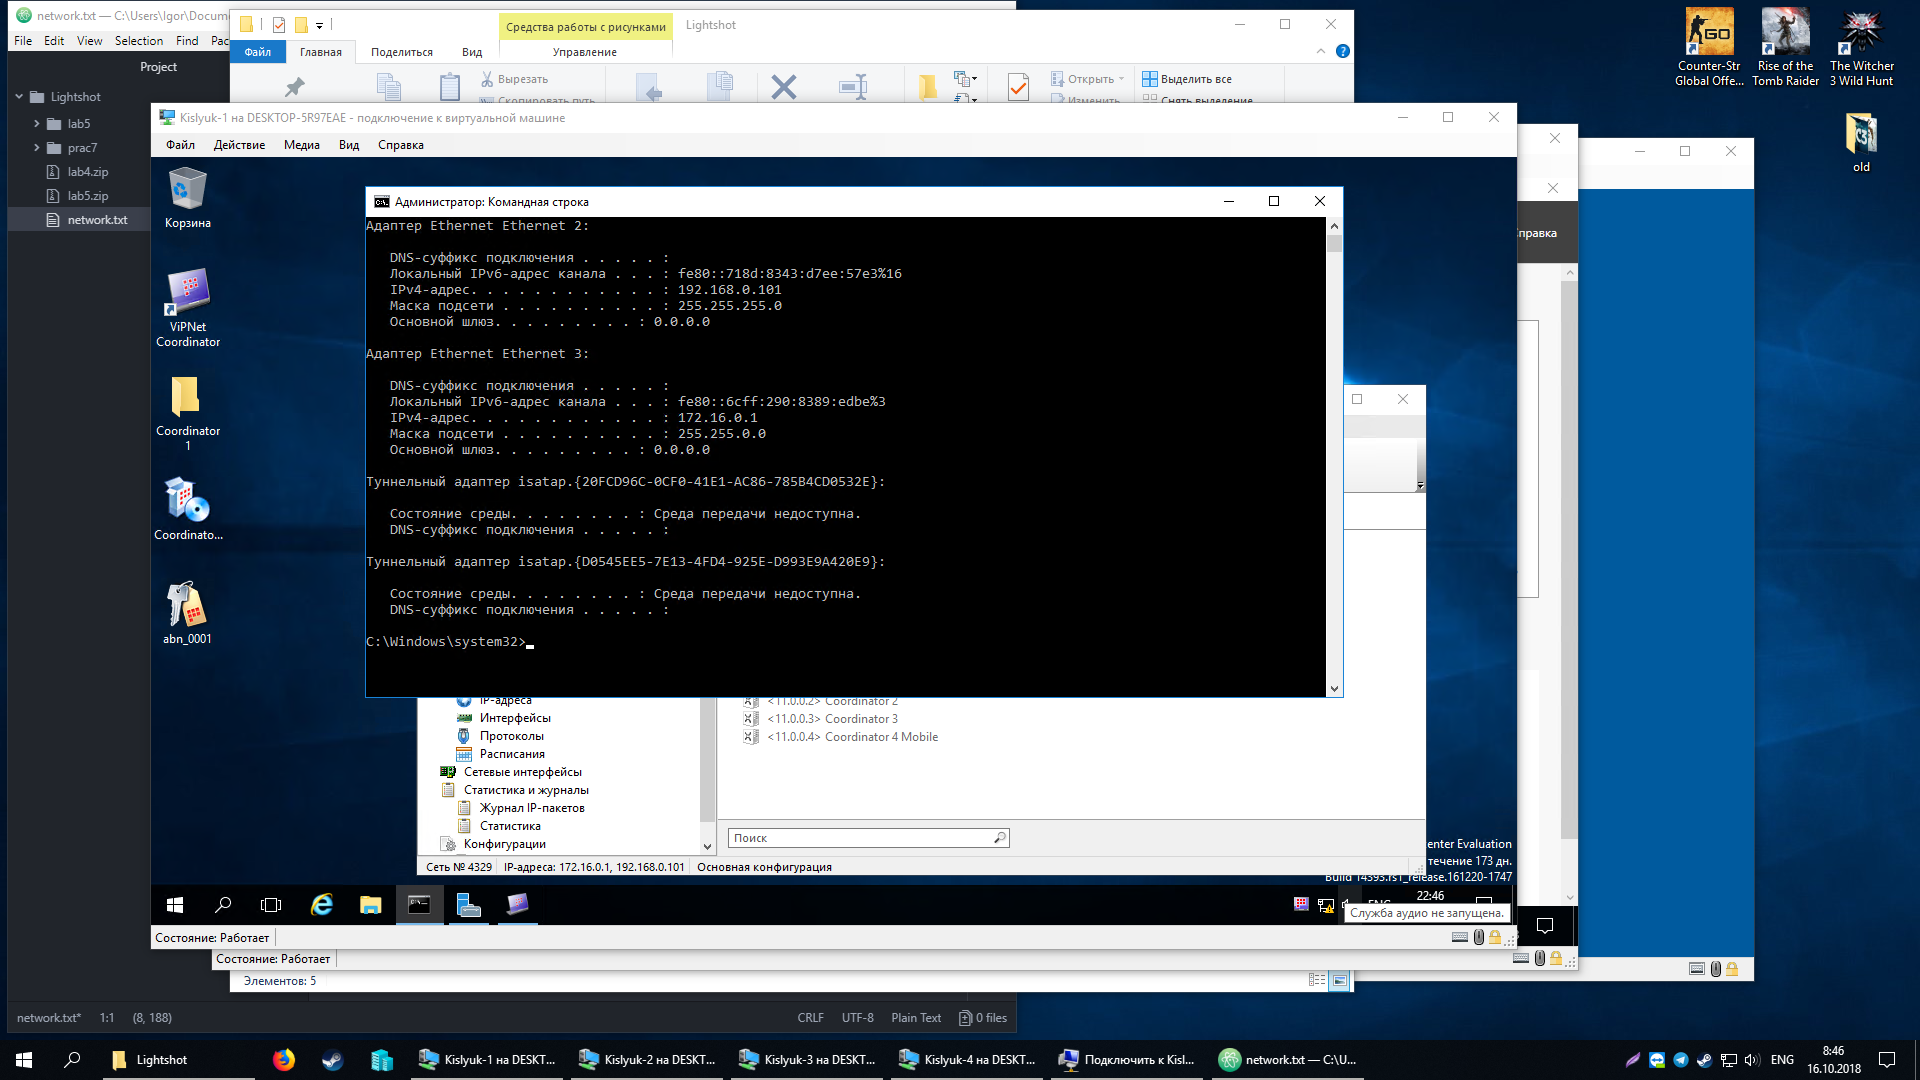 network.txt — C:\Users\Igor\Docume
File Edit View Selection Find Pac
Project
Lightshot
lab5
prac7
lab4.zip
lab5.zip
network.txt
network.txt* 1:1 (8, 188)
CRLF UTF-8 Plain Text 0 files
Средства работы с рисунками
Lightshot
Файл Главная Поделиться Вид Управление
Вырезать
Скопировать путь
Открыть
Изменить
Выделить все
Снять выделение
Counter-Str
Global Offe...
Rise of the
Tomb Raider
The Witcher
3 Wild Hunt
old
Kislyuk-1 на DESKTOP-5R97EAE - подключение к виртуальной машине
Файл Действие Медиа Вид Справка
Корзина
ViPNet
Coordinator
Coordinator
1
Coordinato...
abn_0001
Администратор: Командная строка
Адаптер Ethernet Ethernet 2:
DNS-суффикс подключения . . . . . :
Локальный IPv6-адрес канала . . . : fe80::718d:8343:d7ee:57e3%16
IPv4-адрес. . . . . . . . . . . . : 192.168.0.101
Маска подсети . . . . . . . . . . : 255.255.255.0
Основной шлюз. . . . . . . . . : 0.0.0.0
Адаптер Ethernet Ethernet 3:
DNS-суффикс подключения . . . . . :
Локальный IPv6-адрес канала . . . : fe80::6cff:290:8389:edbe%3
IPv4-адрес. . . . . . . . . . . . : 172.16.0.1
Маска подсети . . . . . . . . . . : 255.255.0.0
Основной шлюз. . . . . . . . . : 0.0.0.0
Туннельный адаптер isatap.{20FCD96C-0CF0-41E1-AC86-785B4CD0532E}:
Состояние среды. . . . . . . . : Среда передачи недоступна.
DNS-суффикс подключения . . . . . :
Туннельный адаптер isatap.{D0545EE5-7E13-4FD4-925E-D993E9A420E9}:
Состояние среды. . . . . . . . : Среда передачи недоступна.
DNS-суффикс подключения . . . . . :
C:\Windows\system32>
правка
IP-адреса
Интерфейсы
Протоколы
Расписания
Сетевые интерфейсы
Статистика и журналы
Журнал IP-пакетов
Статистика
Конфигурации
<11.0.0.2> Coordinator 2
<11.0.0.3> Coordinator 3
<11.0.0.4> Coordinator 4 Mobile
Поиск
Сеть № 4329 IP-адреса: 172.16.0.1, 192.168.0.101 Основная конфигурация
enter Evaluation
течение 173 дн.
Build 14393.rs1_release.161220-1747
22:46
ENG
Служба аудио не запущена.
Состояние: Работает
Состояние: Работает
Элементов: 5
Lightshot
Kislyuk-1 на DESKT...
Kislyuk-2 на DESKT...
Kislyuk-3 на DESKT...
Kislyuk-4 на DESKT...
Подключить к Kisl...
network.txt — C:\U...
ENG
8:46
16.10.2018